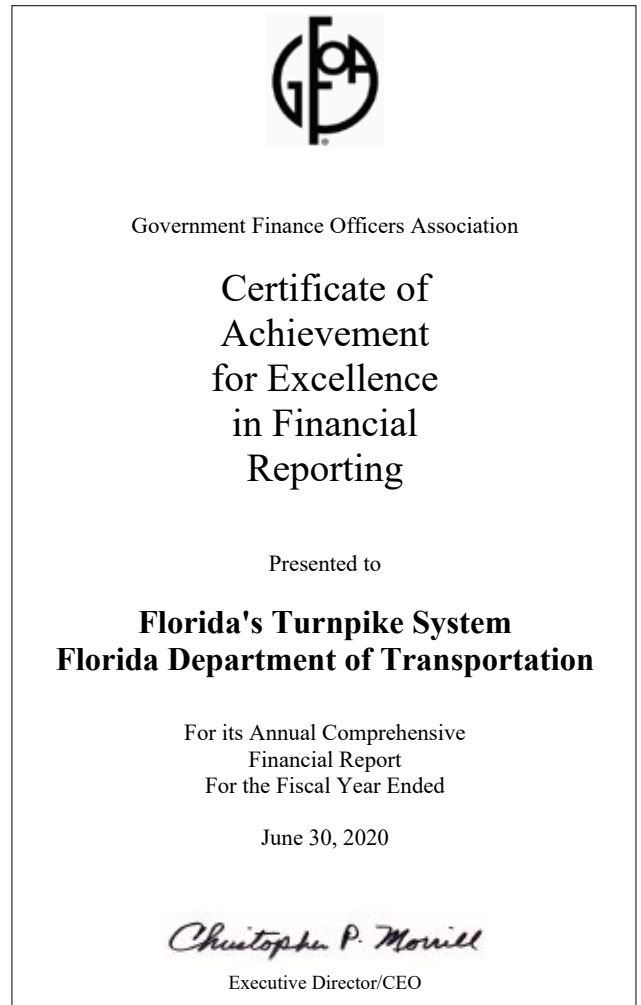 GFOA
®
Government Finance Officers Association
Certificate of
Achievement
for Excellence
in Financial
Reporting
Presented to
Florida's Turnpike System
Florida Department of Transportation
For its Annual Comprehensive
Financial Report
For the Fiscal Year Ended
June 30, 2020
Christopher P. Morrill
Executive Director/CEO